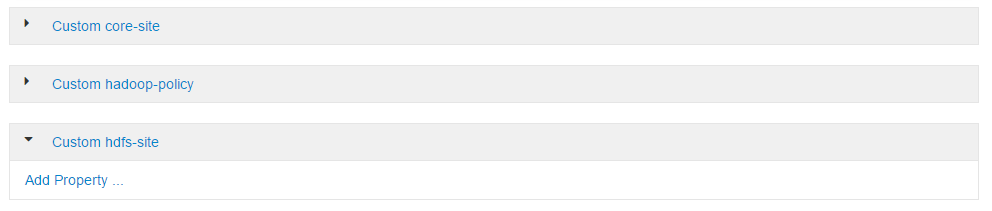 Custom core-site
Custom hadoop-policy
Custom hdfs-site
Add Property ...